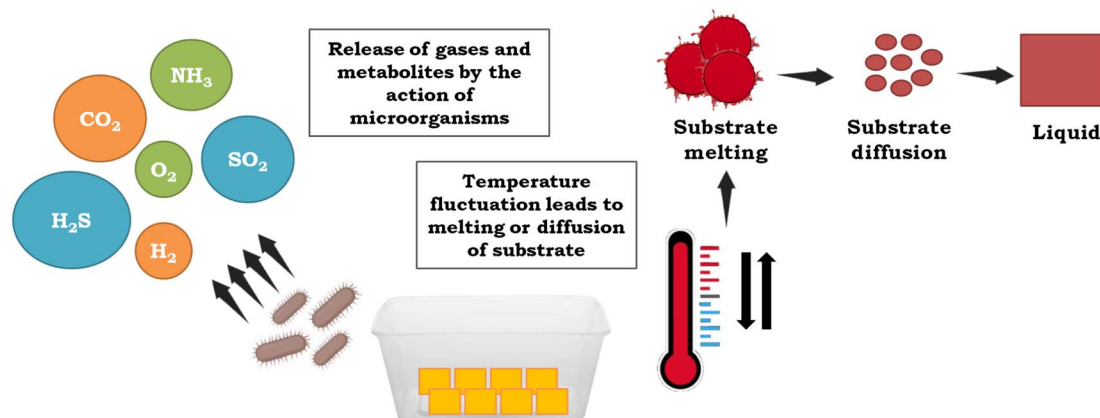 Release of gases and
metabolites by the
action of
microorganisms
NH₃
CO₂
O₂
SO₂
H₂S
H₂
Temperature
fluctuation leads to
melting or diffusion
of substrate
Substrate
melting
Substrate
diffusion
Liquid